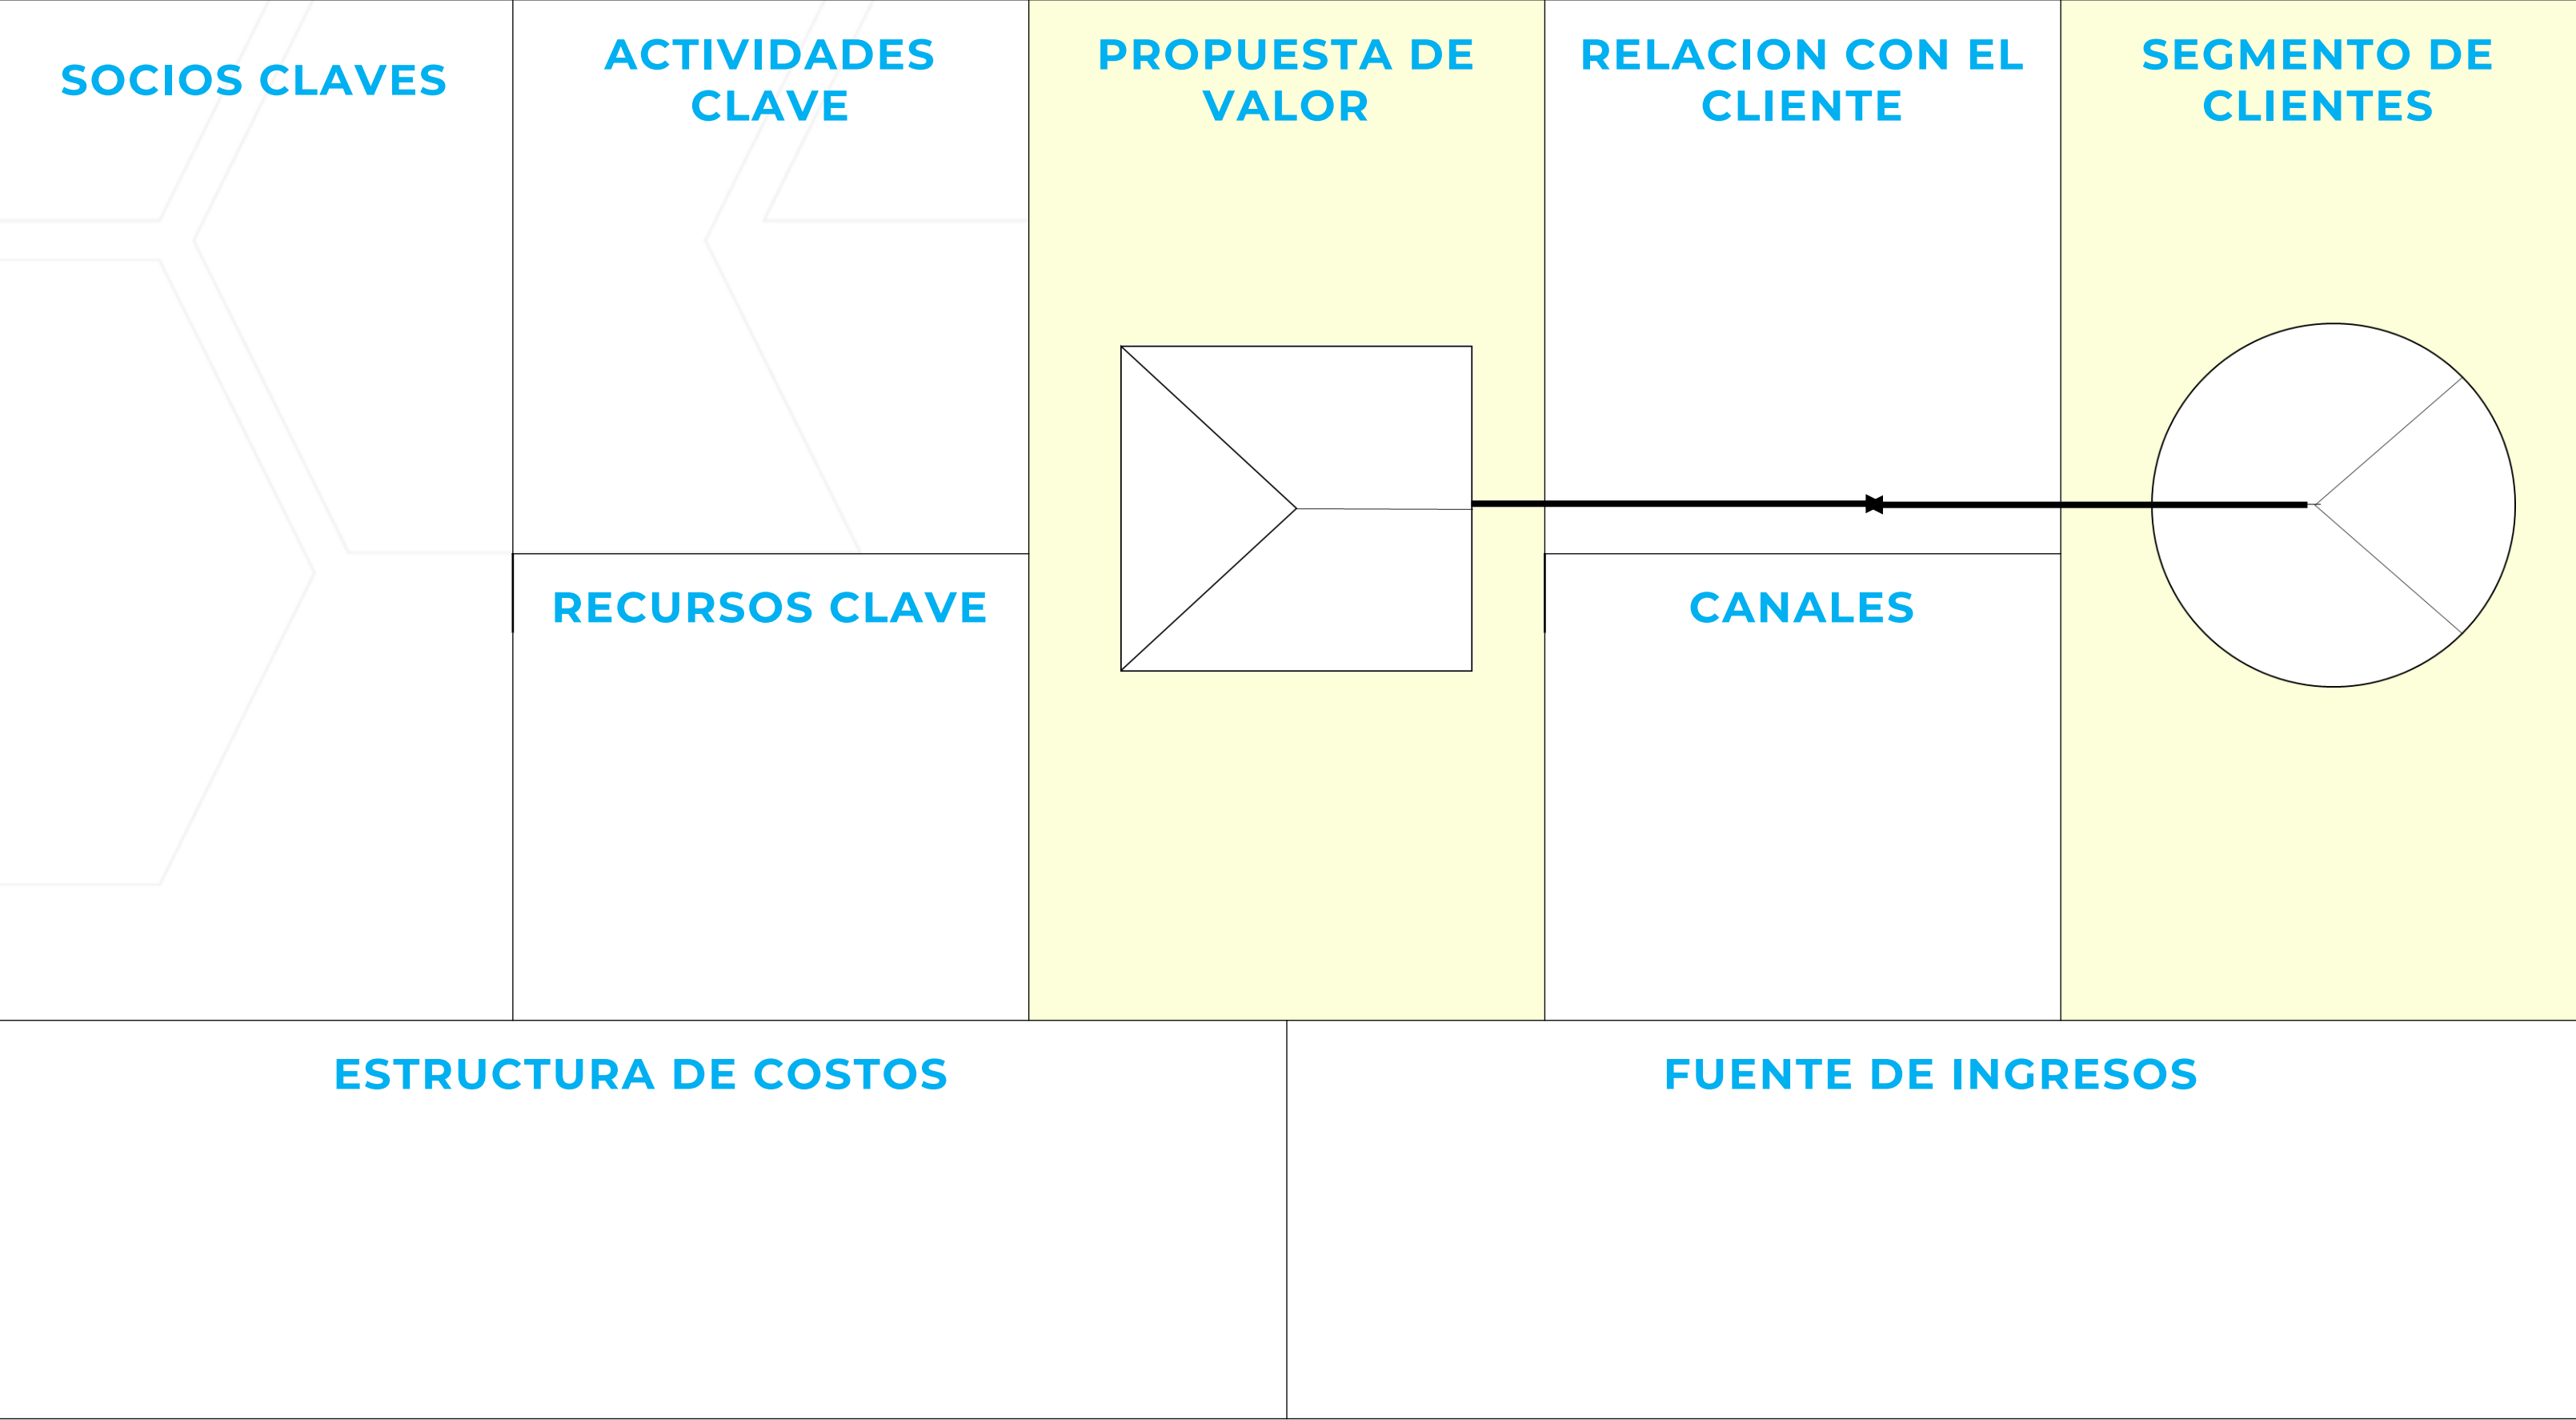 SOCIOS CLAVES
ACTIVIDADES
CLAVE
PROPUESTA DE
VALOR
RELACION CON EL
CLIENTE
SEGMENTO DE
CLIENTES
RECURSOS CLAVE
CANALES
ESTRUCTURA DE COSTOS
FUENTE DE INGRESOS